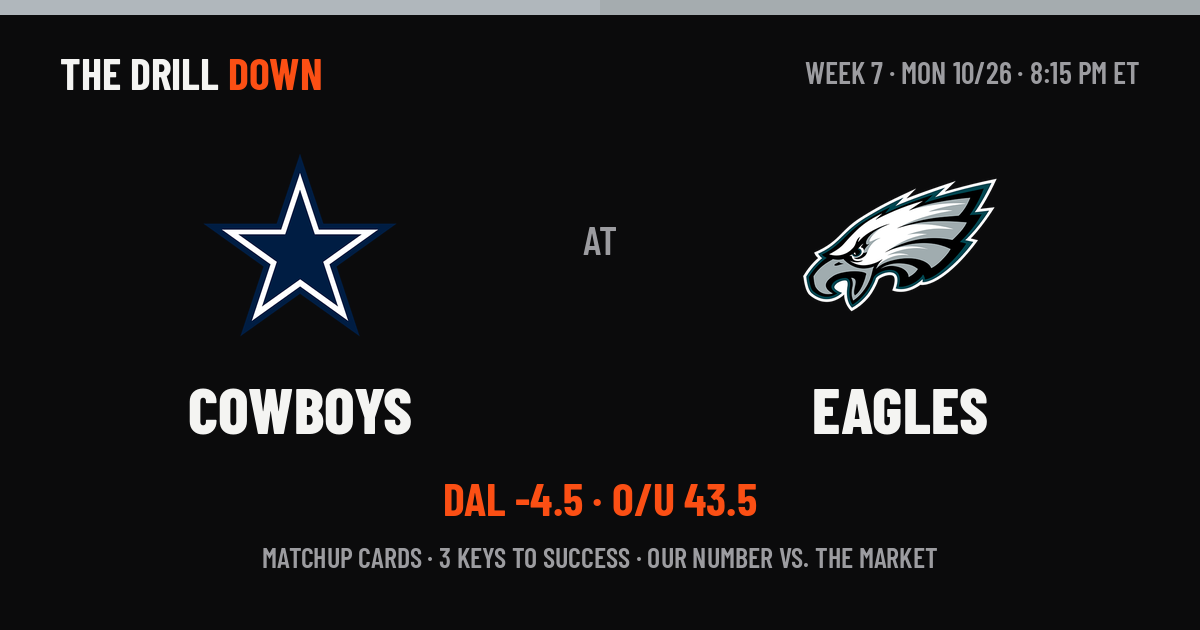 THE DRILL DOWN
WEEK 7 · MON 10/26 · 8:15 PM ET
AT
COWBOYS
EAGLES
DAL -4.5 · O/U 43.5
MATCHUP CARDS · 3 KEYS TO SUCCESS · OUR NUMBER VS. THE MARKET